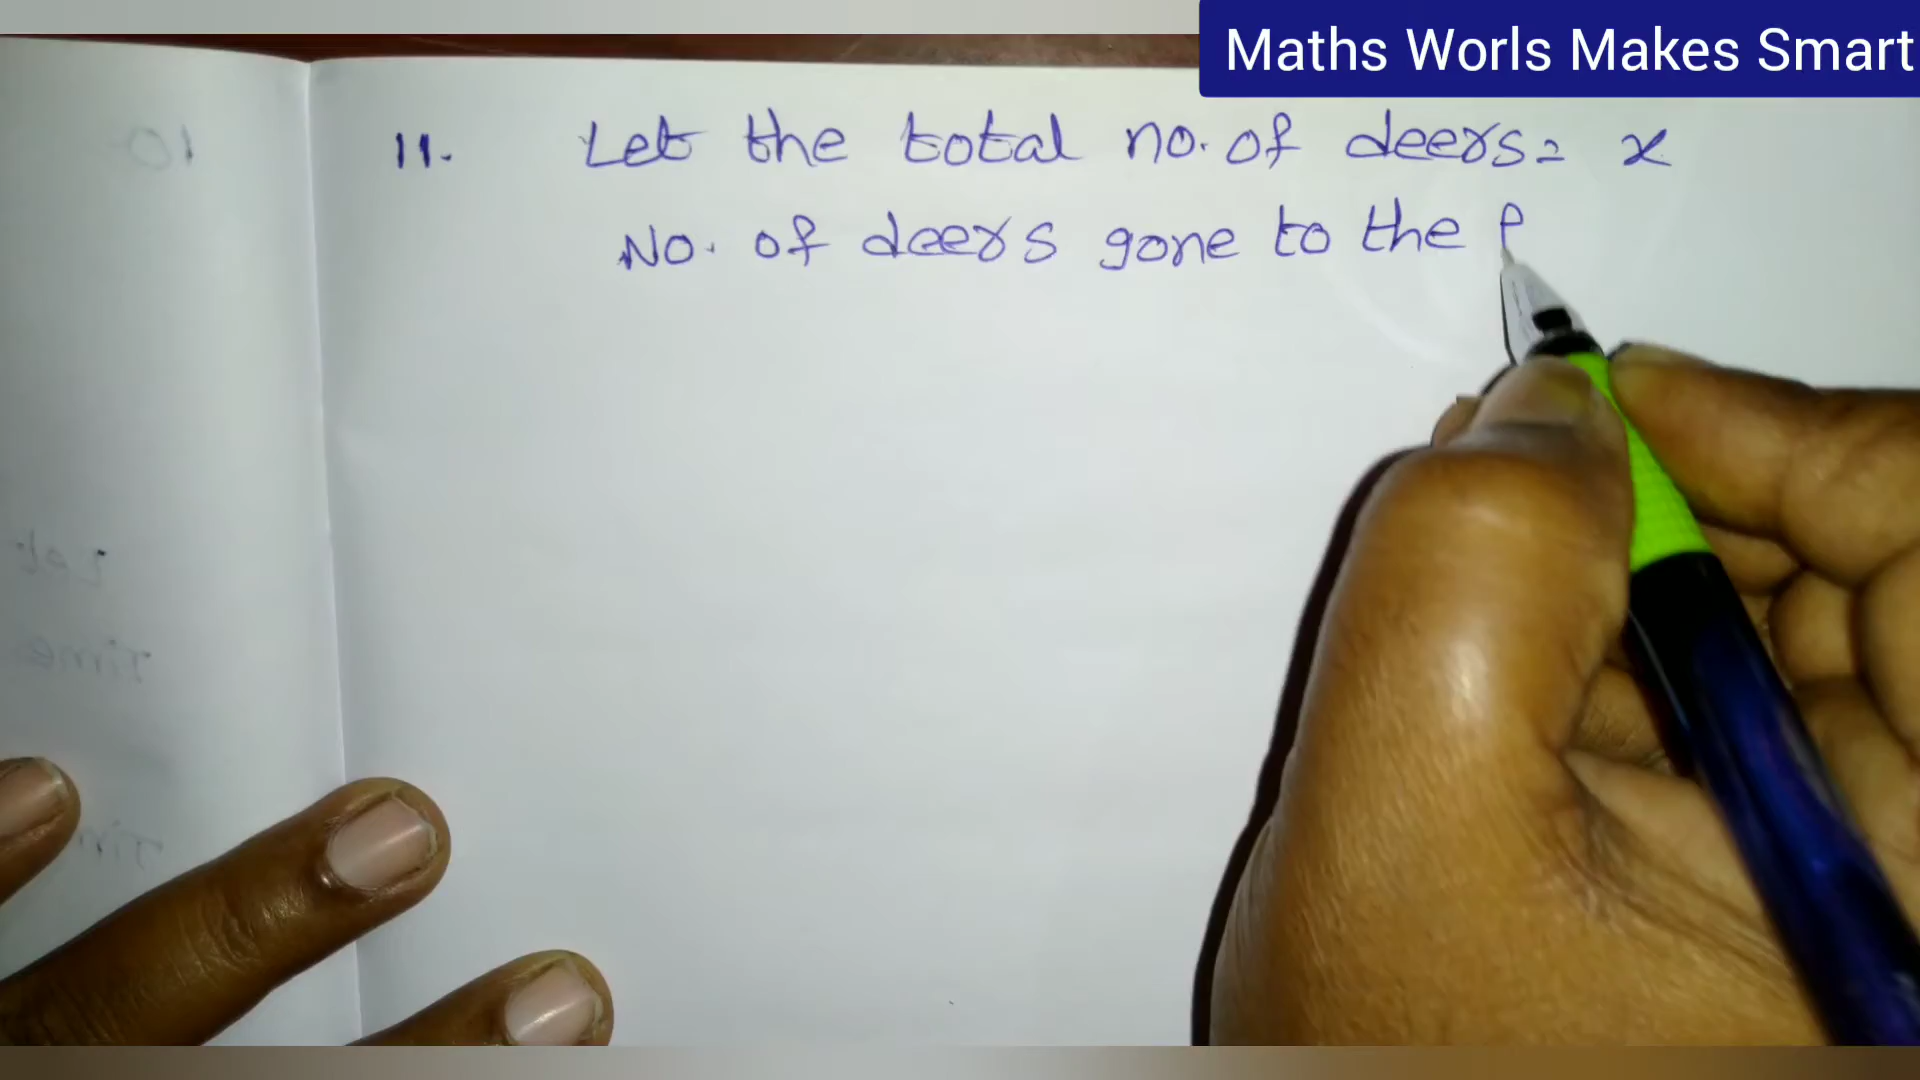 Maths Worls Makes Smart
11. Let the total no. of deers = x
No. of deers gone to the